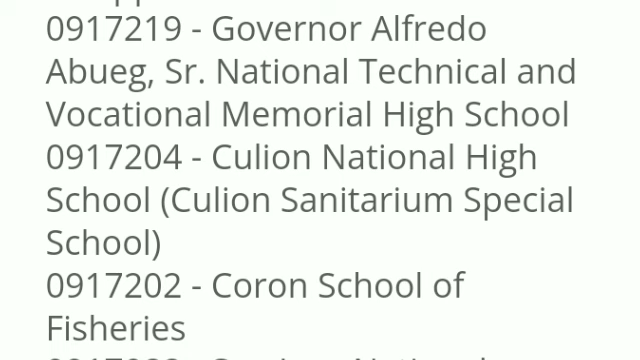 0917219 - Governor Alfredo
Abueg, Sr. National Technical and
Vocational Memorial High School
0917204 - Culion National High
School (Culion Sanitarium Special
School)
0917202 - Coron School of
Fisheries